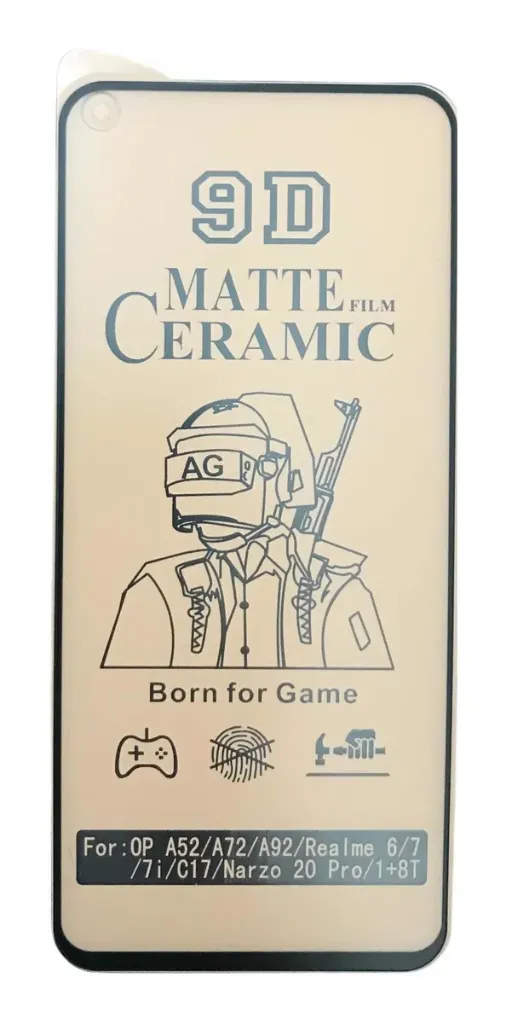 9D
MATTE FILM
CERAMIC
AG
Born for Game
For:OP A52/A72/A92/Realme 6/7
/7i/C17/Narzo 20 Pro/1+8T